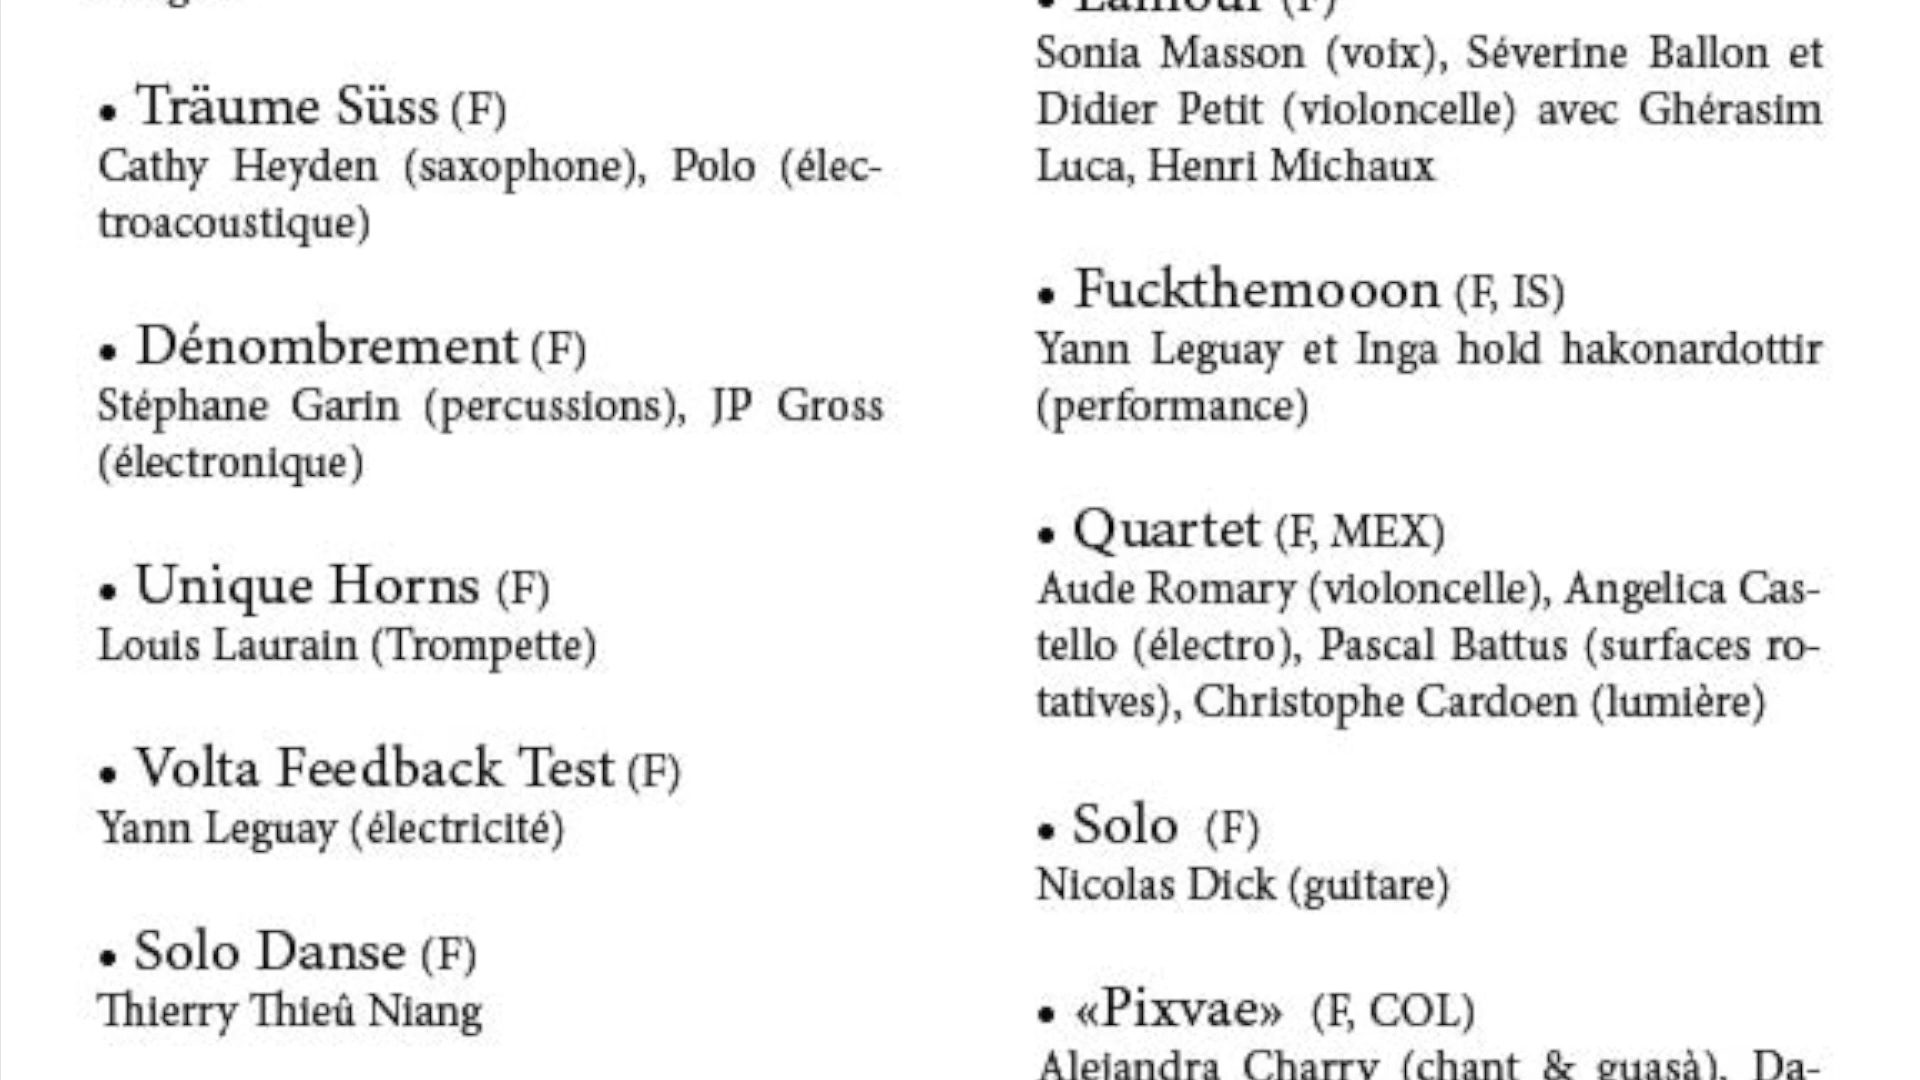 • Träume Süss (F)
Cathy Heyden (saxophone), Polo (élec-
troacoustique)
• Dénombrement (F)
Stéphane Garin (percussions), JP Gross
(électronique)
• Unique Horns (F)
Louis Laurain (Trompette)
• Volta Feedback Test (F)
Yann Leguay (électricité)
• Solo Danse (F)
Thierry Thieû Niang
Sonia Masson (voix), Séverine Ballon et
Didier Petit (violoncelle) avec Ghérasim
Luca, Henri Michaux
• Fuckthemooon (F, IS)
Yann Leguay et Inga hold hakonardottir
(performance)
• Quartet (F, MEX)
Aude Romary (violoncelle), Angelica Cas-
tello (électro), Pascal Battus (surfaces ro-
tatives), Christophe Cardoen (lumière)
• Solo (F)
Nicolas Dick (guitare)
• «Pixvae» (F, COL)
Alejandra Charry (chant & guasà), Da-